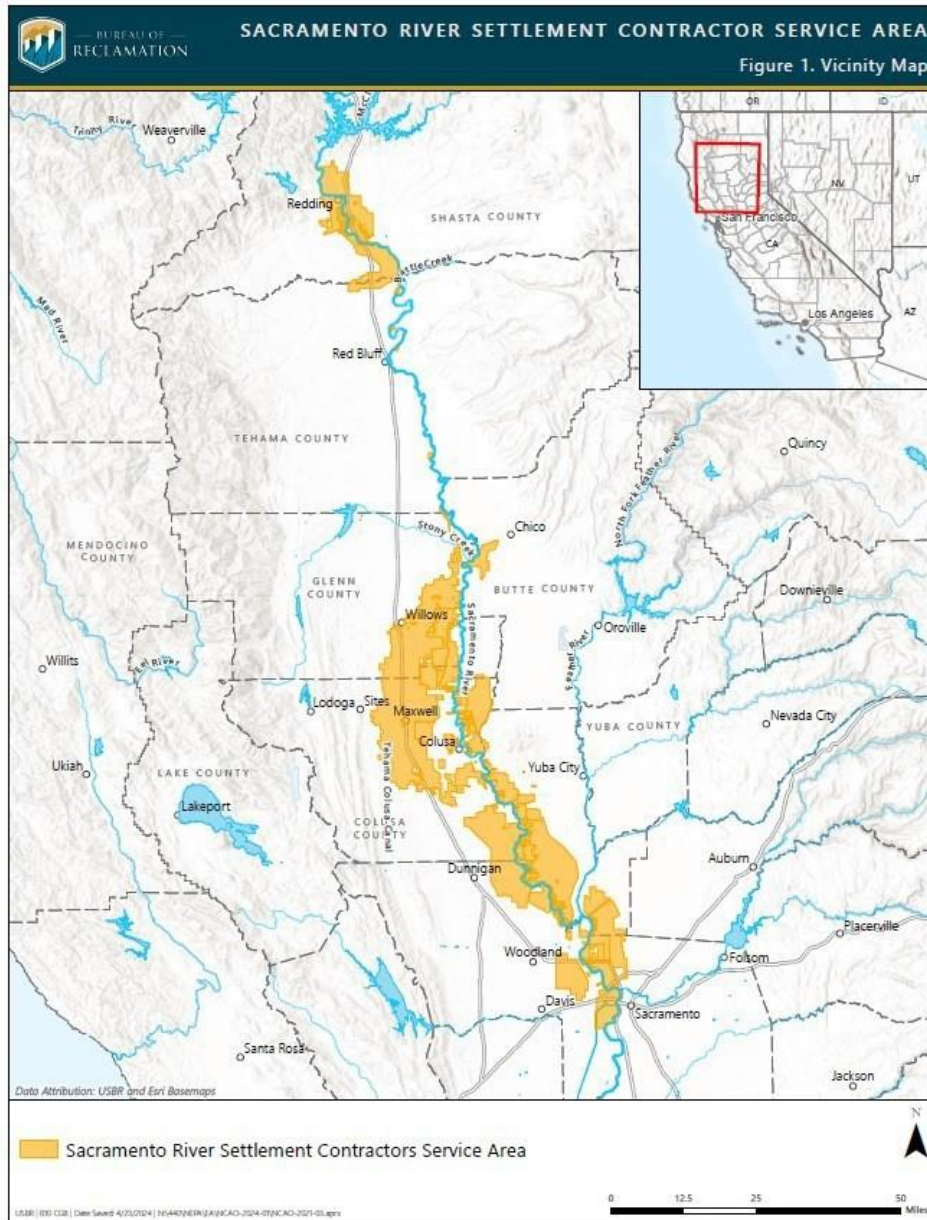 BUREAU OF
RECLAMATION
SACRAMENTO RIVER SETTLEMENT CONTRACTOR SERVICE AREA
Figure 1. Vicinity Map
OR
ID
NV
UT
San Francisco
CA
Los Angeles
AZ
Trinity River
Weaverville
Redding
SHASTA COUNTY
Battle Creek
Mad River
Red Bluff
TEHAMA COUNTY
North Fork Feather River
Quincy
Stony Creek
Chico
MENDOCINO
COUNTY
GLENN
COUNTY
BUTTE COUNTY
Downieville
Willows
Sacramento River
Feather River
Oroville
Willits
Eel River
Lodoga
Sites
Maxwell
YUBA COUNTY
Nevada City
Colusa
Tehama Colusa Canal
Yuba City
Ukiah
LAKE COUNTY
Lakeport
COLUSA
COUNTY
Dunnigan
Auburn
Placerville
Woodland
Folsom
Davis
Sacramento
Santa Rosa
Jackson
Data Attribution: USBR and Esri Basemaps
Sacramento River Settlement Contractors Service Area
N
0 12.5 25 50
Miles